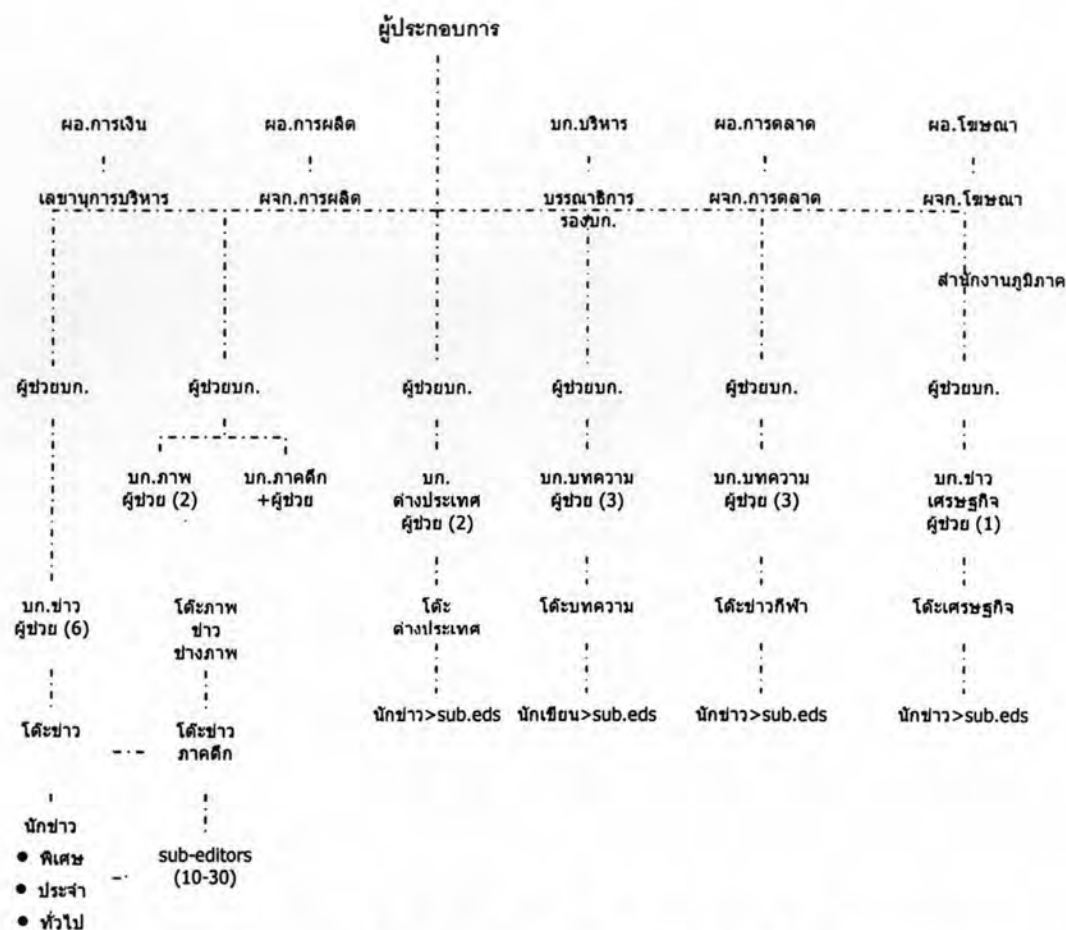 ผู้ประกอบการ
ผอ.การเงิน ผอ.การผลิต บก.บริหาร ผอ.การตลาด ผอ.โฆษณา
เลขานุการบริหาร ผจก.การผลิต บรรณาธิการ ผจก.การตลาด ผจก.โฆษณา
รองบก.
สำนักงานภูมิภาค
ผู้ช่วยบก. ผู้ช่วยบก. ผู้ช่วยบก. ผู้ช่วยบก. ผู้ช่วยบก. ผู้ช่วยบก.
บก.ภาพ บก.ภาคดึก บก. บก.บทความ บก.บทความ บก.ข่าว
ผู้ช่วย (2) +ผู้ช่วย ต่างประเทศ ผู้ช่วย (3) ผู้ช่วย (3) เศรษฐกิจ
ผู้ช่วย (2) ผู้ช่วย (1)
บก.ข่าว โต๊ะภาพ โต๊ะ โต๊ะบทความ โต๊ะข่าวกีฬา โต๊ะเศรษฐกิจ
ผู้ช่วย (6) ข่าว ต่างประเทศ
ช่างภาพ
นักข่าว>sub.eds นักเขียน>sub.eds นักข่าว>sub.eds นักข่าว>sub.eds
โต๊ะข่าว โต๊ะข่าว
ภาคดึก
นักข่าว
• พิเศษ sub-editors
(10-30)
• ประจำ
• ทั่วไป